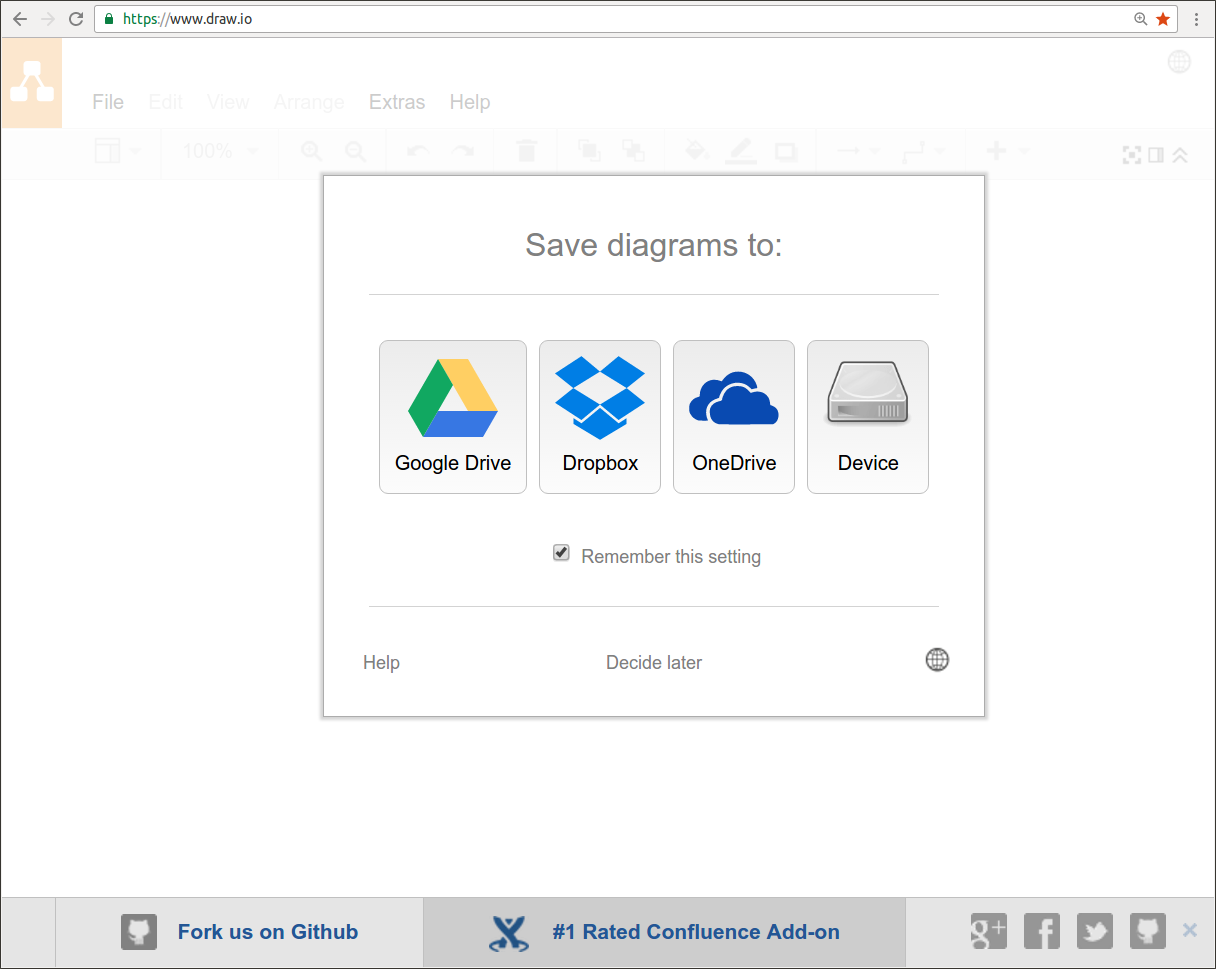 https://www.draw.io
File Edit View Arrange Extras Help
100%
Save diagrams to:
Google Drive Dropbox OneDrive Device
Remember this setting
Help Decide later
Fork us on Github #1 Rated Confluence Add-on g+ f